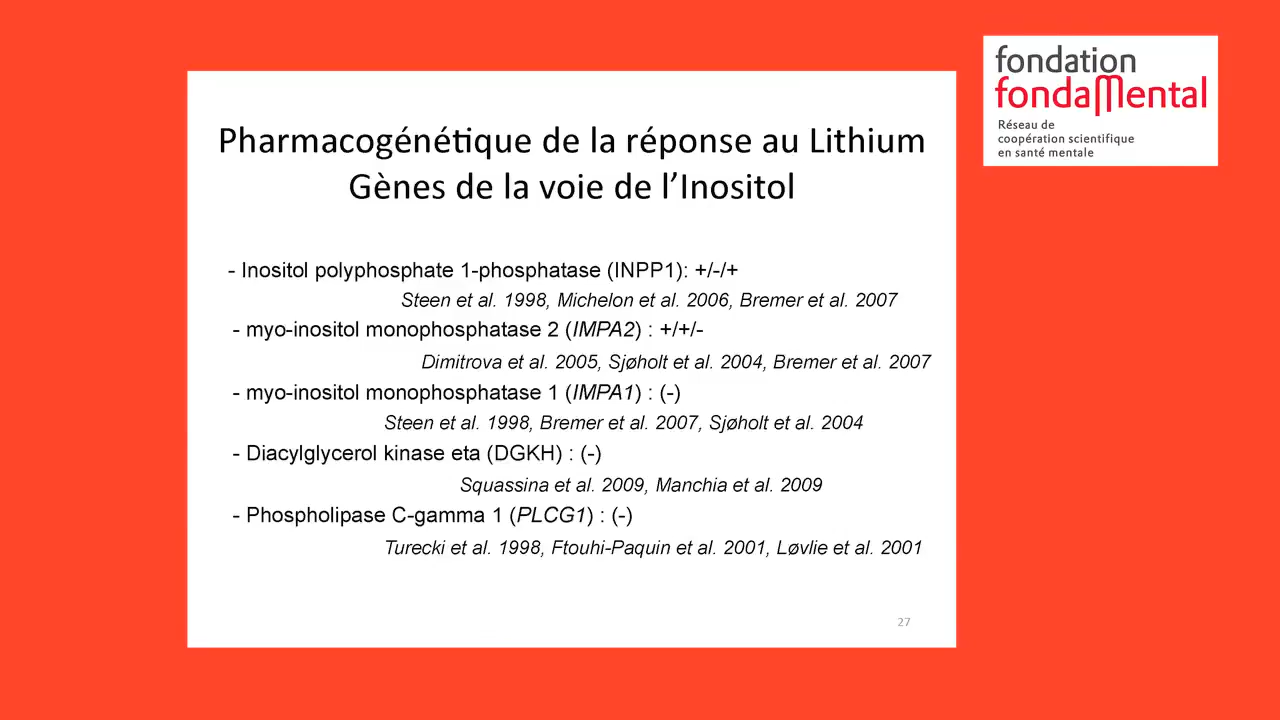 fondation
fondaMental
Réseau de
coopération scientifique
en santé mentale
Pharmacogénétique de la réponse au Lithium
Gènes de la voie de l’Inositol
- Inositol polyphosphate 1-phosphatase (INPP1): +/-/+
Steen et al. 1998, Michelon et al. 2006, Bremer et al. 2007
- myo-inositol monophosphatase 2 (IMPA2) : +/+/-
Dimitrova et al. 2005, Sjøholt et al. 2004, Bremer et al. 2007
- myo-inositol monophosphatase 1 (IMPA1) : (-)
Steen et al. 1998, Bremer et al. 2007, Sjøholt et al. 2004
- Diacylglycerol kinase eta (DGKH) : (-)
Squassina et al. 2009, Manchia et al. 2009
- Phospholipase C-gamma 1 (PLCG1) : (-)
Turecki et al. 1998, Ftouhi-Paquin et al. 2001, Løvlie et al. 2001
27